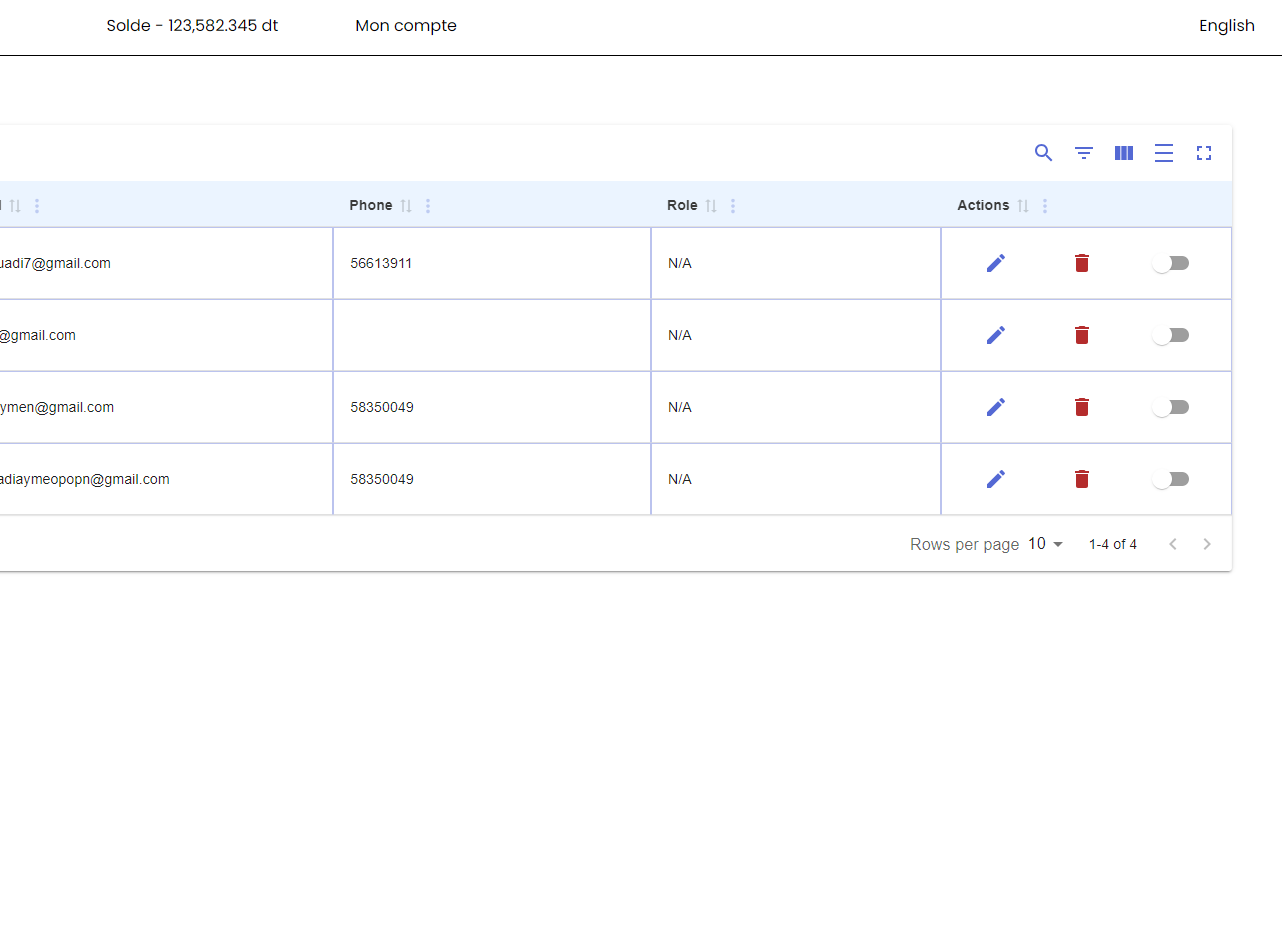 Solde - 123,582.345 dt Mon compte English
Phone Role Actions
uadi7@gmail.com 56613911 N/A
@gmail.com N/A
ymen@gmail.com 58350049 N/A
adiaymeopopn@gmail.com 58350049 N/A
Rows per page 10 1-4 of 4